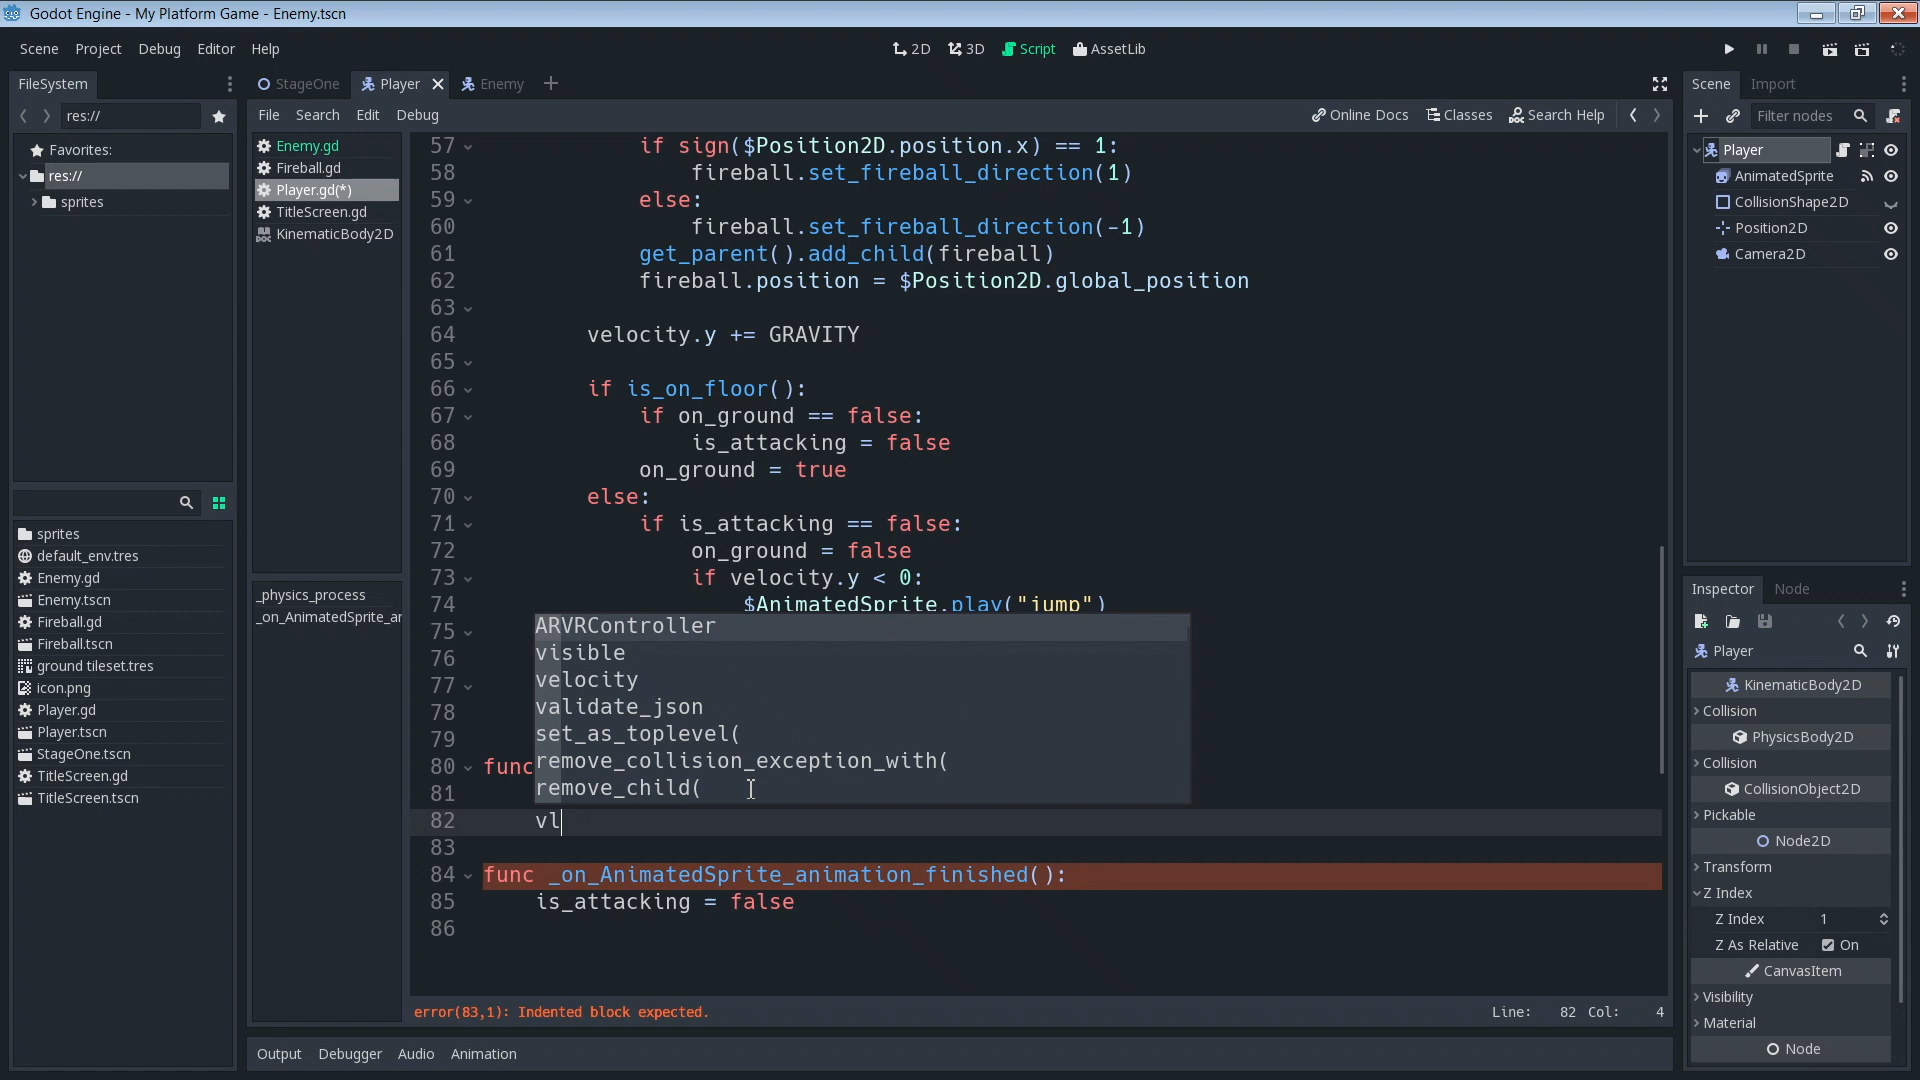 Godot Engine - My Platform Game - Enemy.tscn
Scene Project Debug Editor Help
2D 3D Script AssetLib
FileSystem
StageOne Player Enemy
Scene Import
res://
File Search Edit Debug
Online Docs Classes Search Help
Filter nodes
Favorites:
res://
sprites
Enemy.gd
Fireball.gd
Player.gd(*)
TitleScreen.gd
KinematicBody2D
57 if sign($Position2D.position.x) == 1:
58 fireball.set_fireball_direction(1)
59 else:
60 fireball.set_fireball_direction(-1)
61 get_parent().add_child(fireball)
62 fireball.position = $Position2D.global_position
63
64 velocity.y += GRAVITY
65
66 if is_on_floor():
67 if on_ground == false:
68 is_attacking = false
69 on_ground = true
70 else:
71 if is_attacking == false:
72 on_ground = false
73 if velocity.y < 0:
74 $AnimatedSprite.play("jump")
75
76
77
78
79
80 func
81
82 vl
83
84 func _on_AnimatedSprite_animation_finished():
85 is_attacking = false
86
ARVRController
visible
velocity
validate_json
set_as_toplevel(
remove_collision_exception_with(
remove_child(
Player
AnimatedSprite
CollisionShape2D
Position2D
Camera2D
sprites
default_env.tres
Enemy.gd
Enemy.tscn
Fireball.gd
Fireball.tscn
ground tileset.tres
icon.png
Player.gd
Player.tscn
StageOne.tscn
TitleScreen.gd
TitleScreen.tscn
_physics_process
_on_AnimatedSprite_ar
Inspector Node
Player
KinematicBody2D
Collision
PhysicsBody2D
Collision
CollisionObject2D
Pickable
Node2D
Transform
Z Index
Z Index 1
Z As Relative On
CanvasItem
Visibility
Material
Node
error(83,1): Indented block expected.
Line: 82 Col: 4
Output Debugger Audio Animation